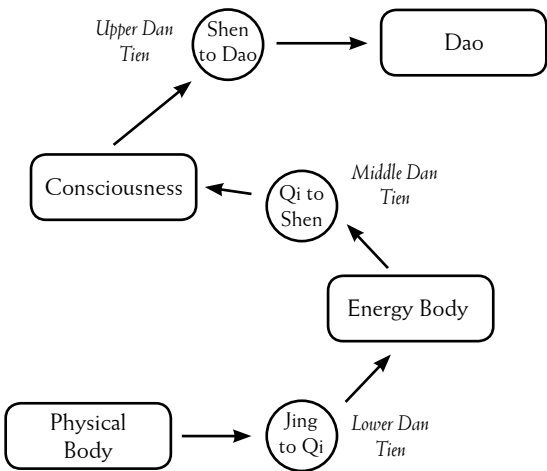 Upper Dan
Tien
Shen
to Dao
Dao
Consciousness
Qi to
Shen
Middle Dan
Tien
Energy Body
Physical
Body
Jing
to Qi
Lower Dan
Tien